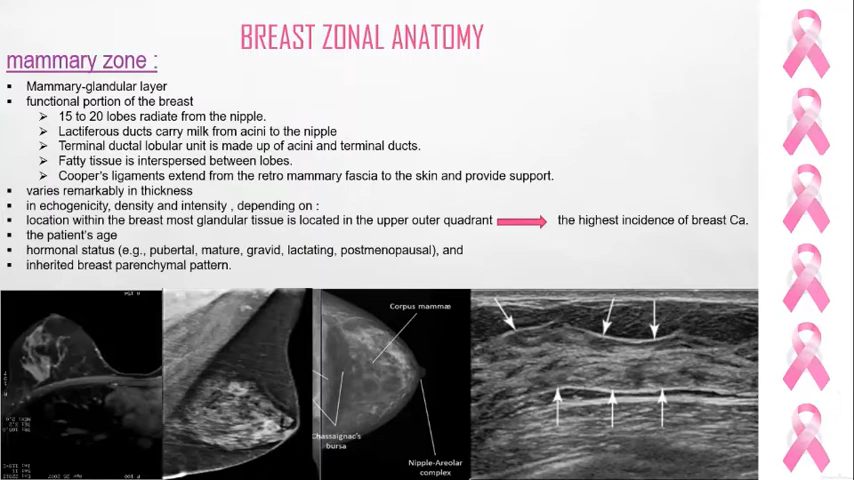 BREAST ZONAL ANATOMY
mammary zone :
▪ Mammary-glandular layer
▪ functional portion of the breast
➢ 15 to 20 lobes radiate from the nipple.
➢ Lactiferous ducts carry milk from acini to the nipple
➢ Terminal ductal lobular unit is made up of acini and terminal ducts.
➢ Fatty tissue is interspersed between lobes.
➢ Cooper's ligaments extend from the retro mammary fascia to the skin and provide support.
▪ varies remarkably in thickness
▪ in echogenicity, density and intensity , depending on :
▪ location within the breast most glandular tissue is located in the upper outer quadrant the highest incidence of breast Ca.
▪ the patient's age
▪ hormonal status (e.g., pubertal, mature, gravid, lactating, postmenopausal), and
▪ inherited breast parenchymal pattern.
Corpus mammæ
Chassaignac's
bursa
Nipple-Areolar
complex